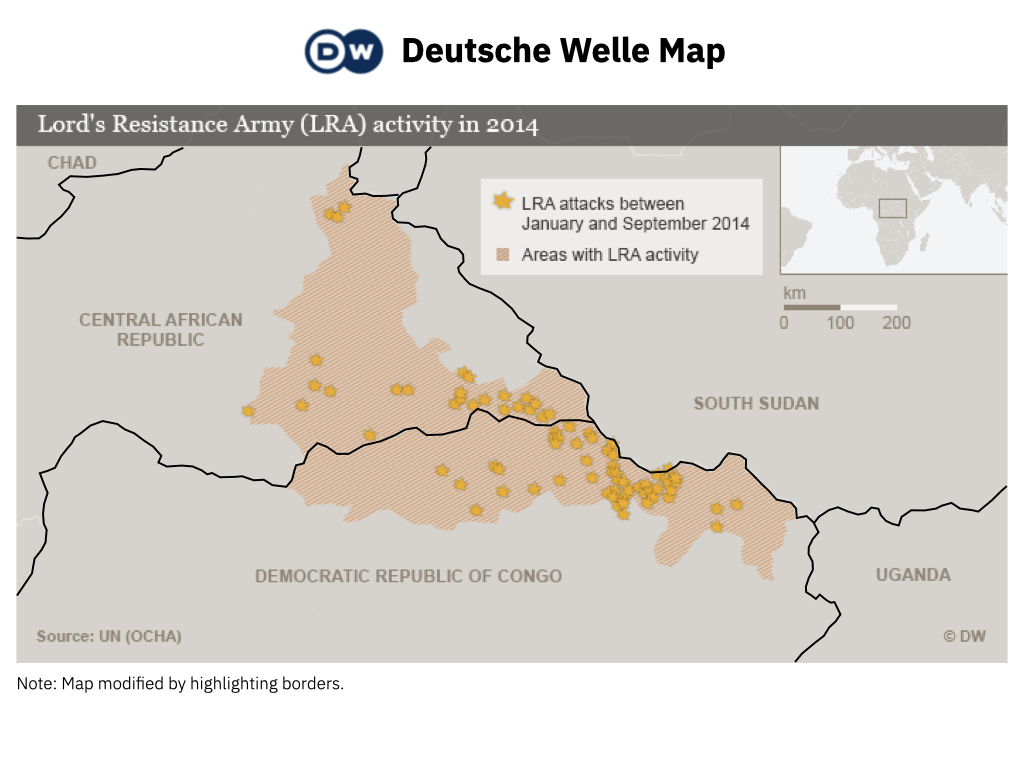 DW Deutsche Welle Map
Lord's Resistance Army (LRA) activity in 2014
CHAD
LRA attacks between
January and September 2014
Areas with LRA activity
km
0 100 200
CENTRAL AFRICAN
REPUBLIC
SOUTH SUDAN
DEMOCRATIC REPUBLIC OF CONGO
UGANDA
Source: UN (OCHA)
© DW
Note: Map modified by highlighting borders.